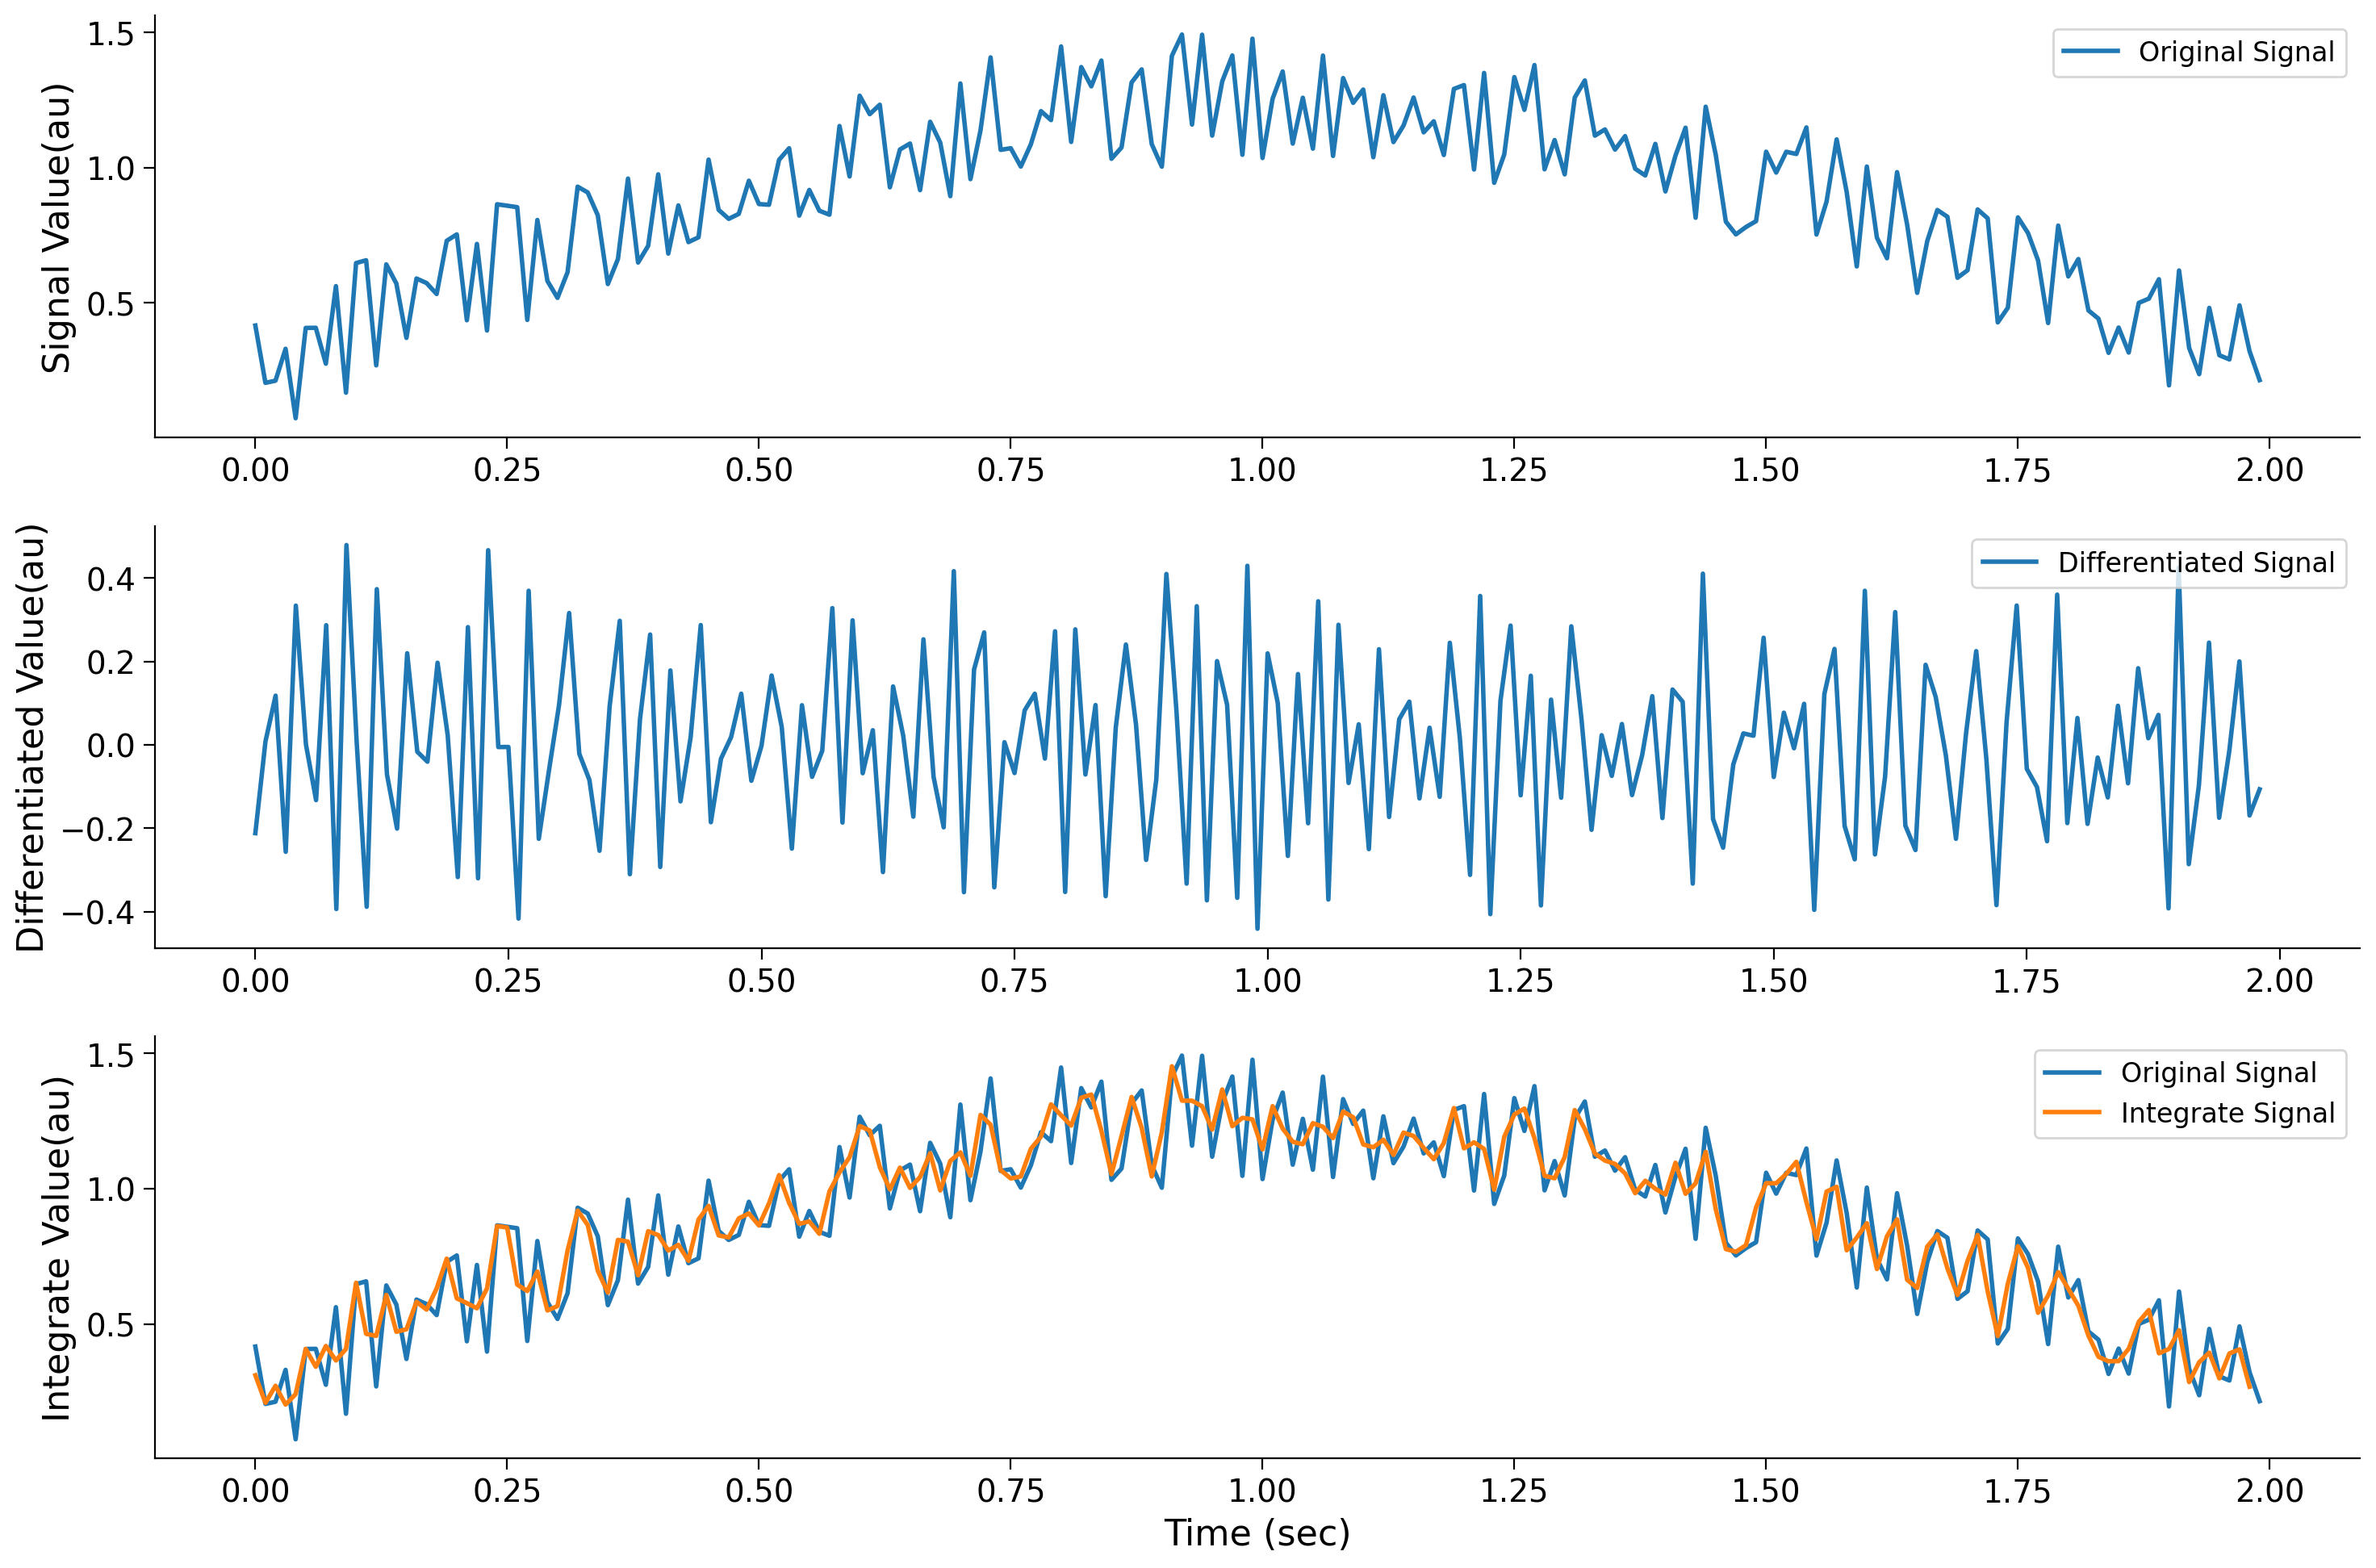 Signal Value(au)
1.5
1.0
0.5
Original Signal
0.00 0.25 0.50 0.75 1.00 1.25 1.50 1.75 2.00
Differentiated Value(au)
0.4
0.2
0.0
−0.2
−0.4
Differentiated Signal
0.00 0.25 0.50 0.75 1.00 1.25 1.50 1.75 2.00
Integrate Value(au)
1.5
1.0
0.5
Original Signal
Integrate Signal
0.00 0.25 0.50 0.75 1.00 1.25 1.50 1.75 2.00
Time (sec)